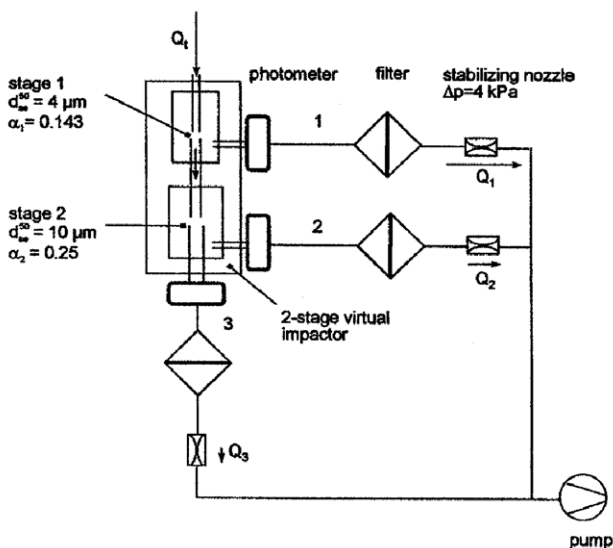 Qt
stage 1
d⁵⁰ₐₑ = 4 µm
α₁= 0.143
photometer
filter
stabilizing nozzle
Δp=4 kPa
1
Q₁
stage 2
d⁵⁰ₐₑ = 10 µm
α₂ = 0.25
2
Q₂
2-stage virtual
impactor
3
Q₃
pump